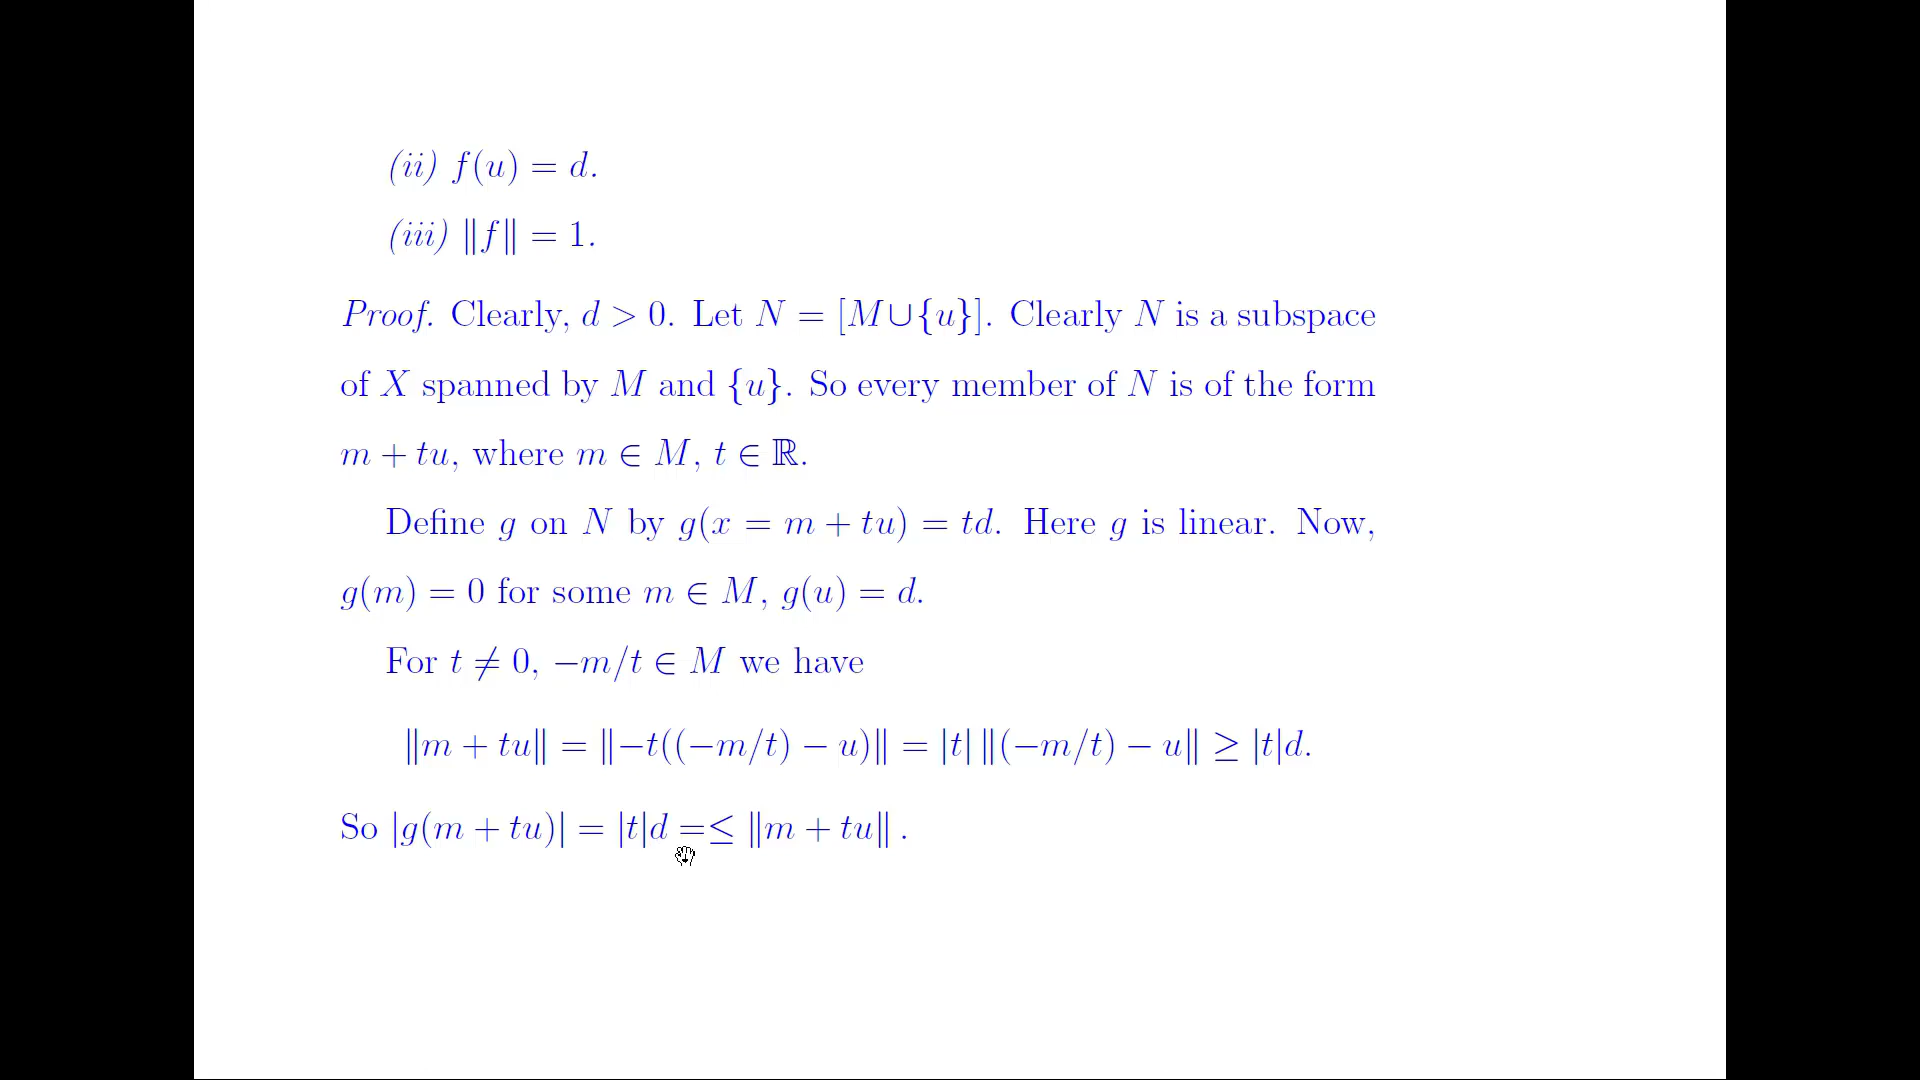 (ii) f(u) = d.
(iii) ‖f‖ = 1.
Proof. Clearly, d > 0. Let N = [M∪{u}]. Clearly N is a subspace
of X spanned by M and {u}. So every member of N is of the form
m + tu, where m ∈ M, t ∈ ℝ.
Define g on N by g(x = m + tu) = td. Here g is linear. Now,
g(m) = 0 for some m ∈ M, g(u) = d.
For t ≠ 0, −m/t ∈ M we have
‖m + tu‖ = ‖−t((−m/t) − u)‖ = |t| ‖(−m/t) − u‖ ≥ |t|d.
So |g(m + tu)| = |t|d =≤ ‖m + tu‖ .